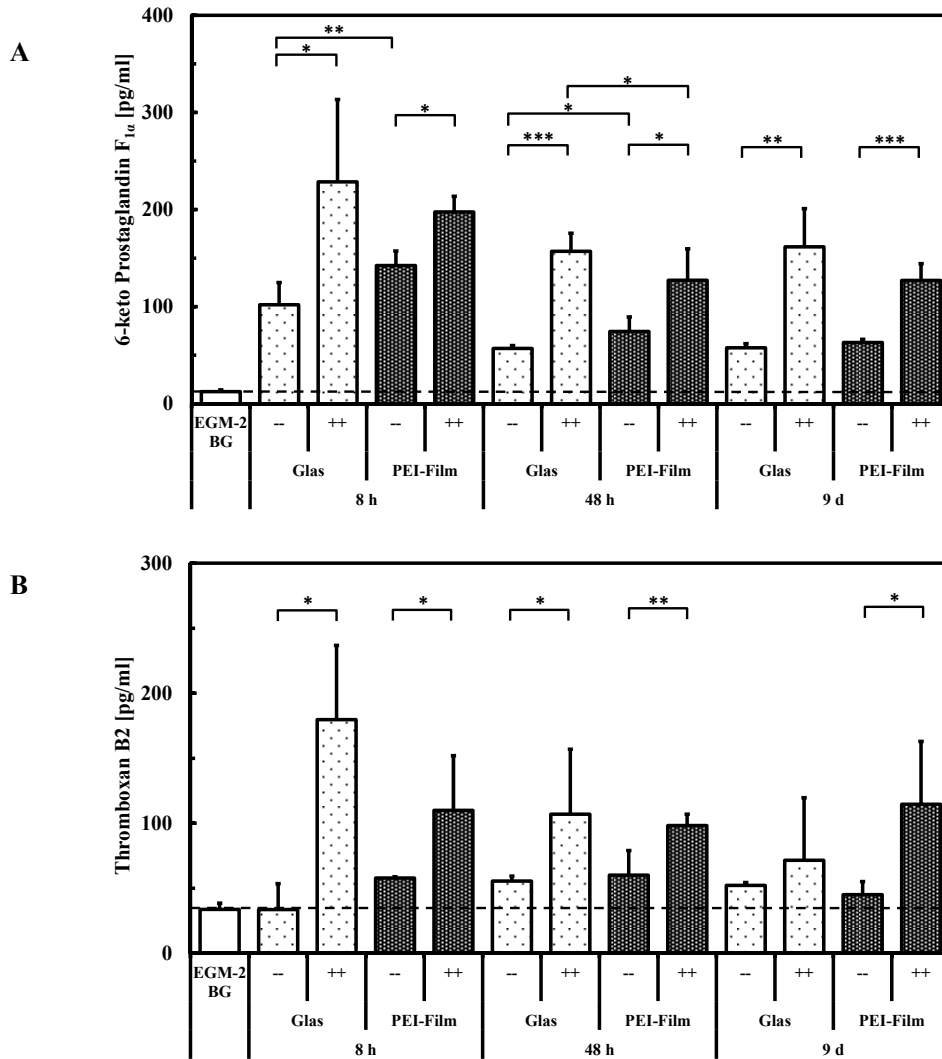 A
6-keto Prostaglandin F1α [pg/ml]
400
300
200
100
0
**
*
*
*
*
***
*
**
***
EGM-2
BG
-- ++ -- ++ -- ++ -- ++ -- ++ -- ++
Glas PEI-Film Glas PEI-Film Glas PEI-Film
8 h 48 h 9 d
B
Thromboxan B2 [pg/ml]
300
200
100
0
* * * ** *
EGM-2
BG
-- ++ -- ++ -- ++ -- ++ -- ++ -- ++
Glas PEI-Film Glas PEI-Film Glas PEI-Film
8 h 48 h 9 d